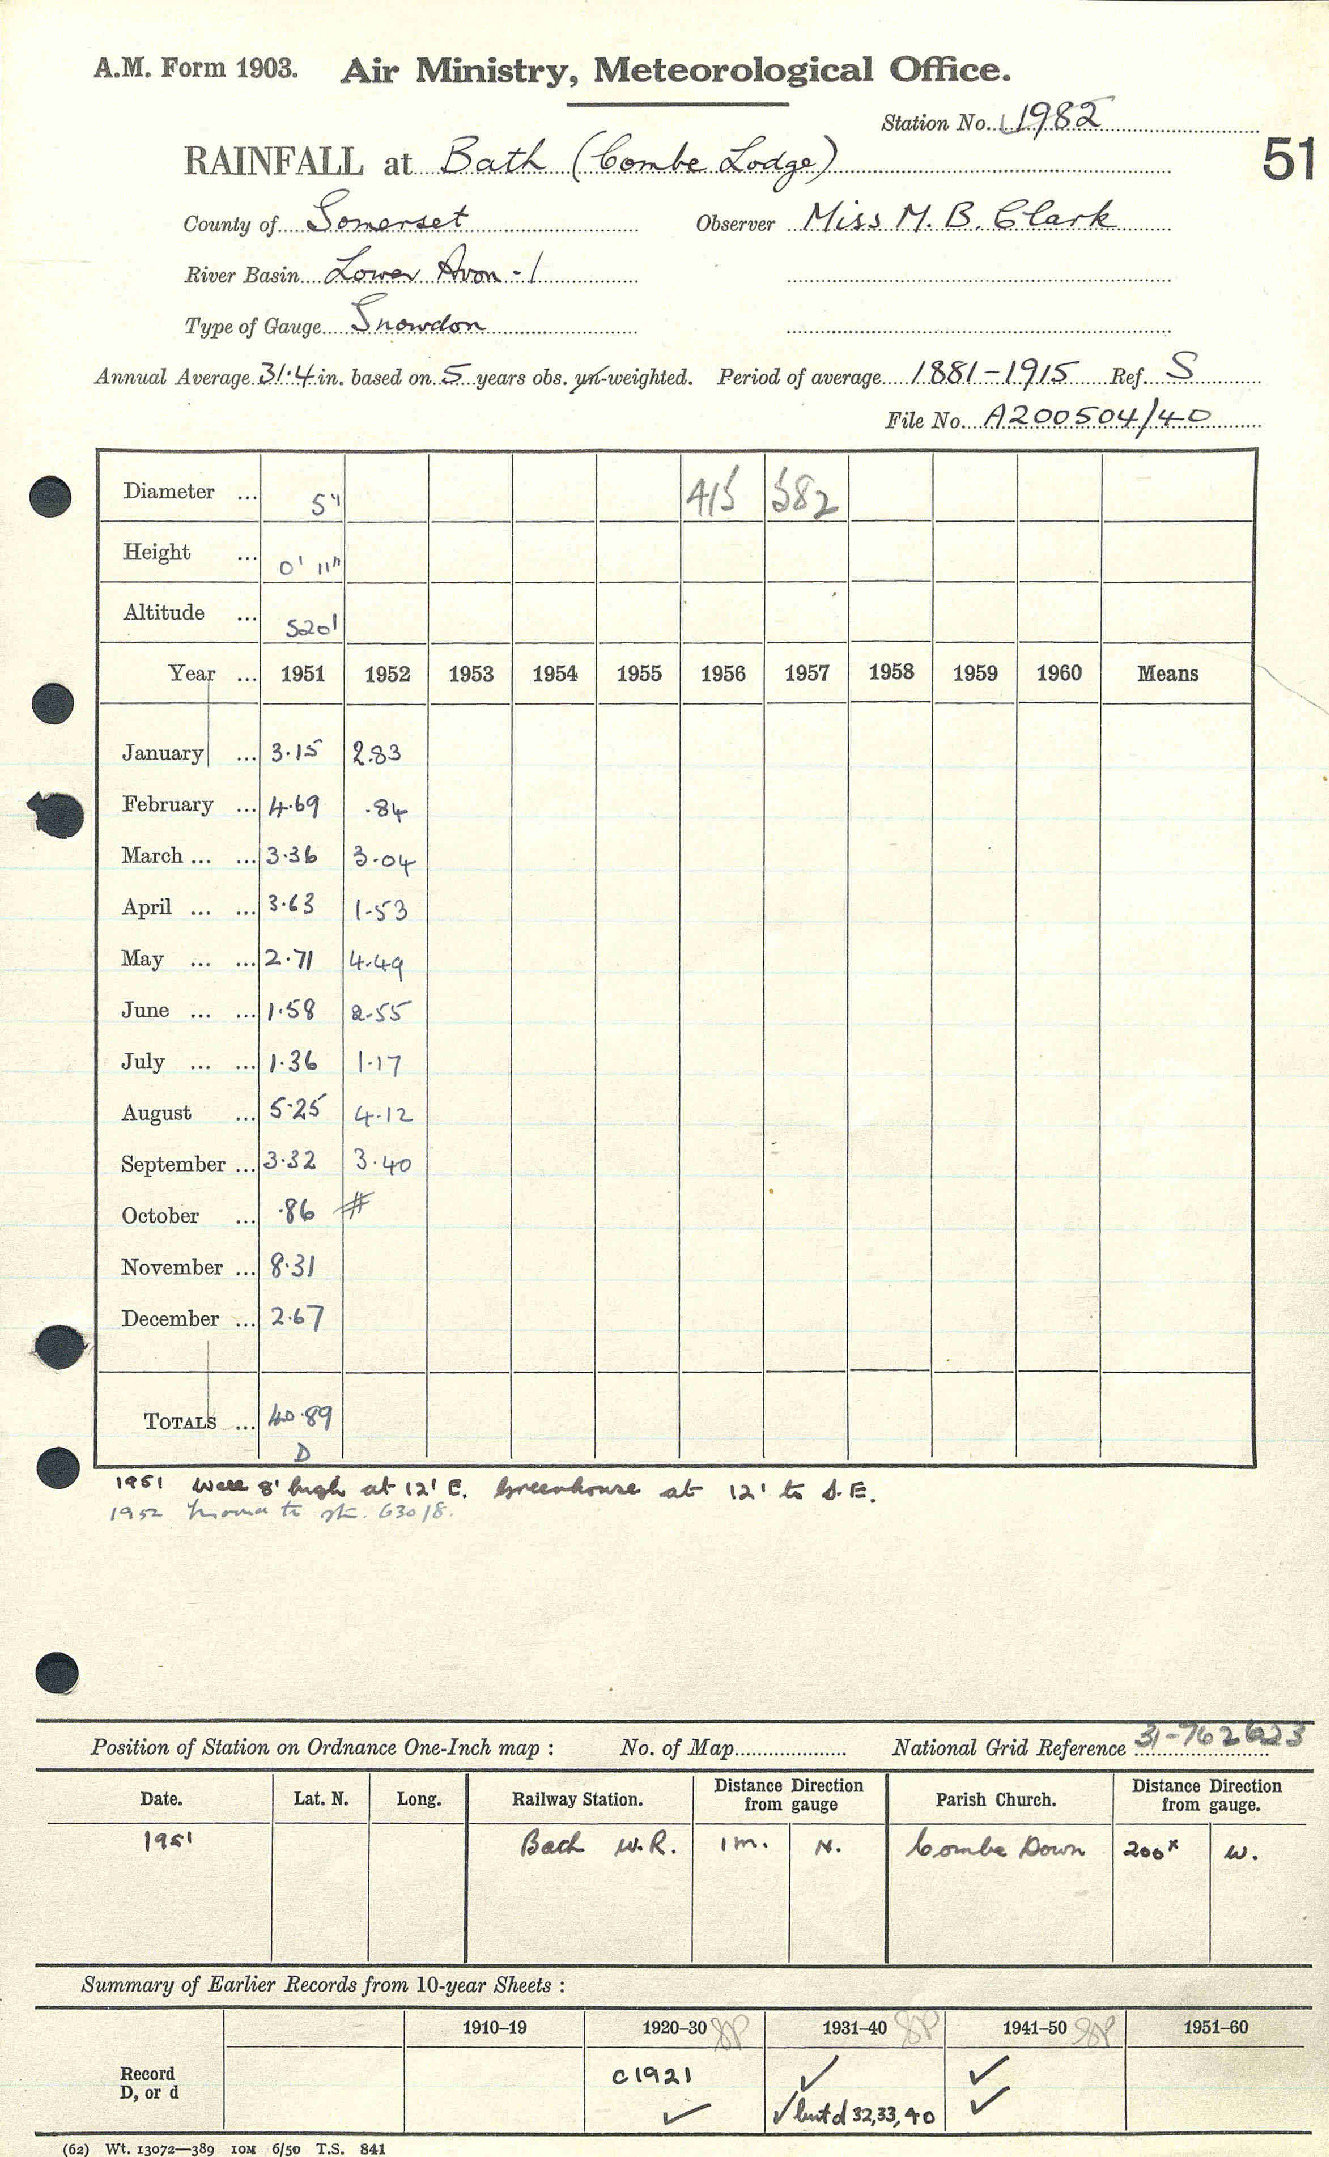 A.M. Form 1903. Air Ministry, Meteorological Office.
Station No. 1982
51
RAINFALL at Bath (Combe Lodge)
County of Somerset Observer Miss M. B. Clark
River Basin Lower Avon - 1
Type of Gauge Snowdon
Annual Average 31.4 in. based on 5 years obs. un-weighted. Period of average 1881-1915 Ref. S
File No. A200504/40
Diameter ... 5" 415 582
Height ... 0' 11"
Altitude ... 520'
Year ... 1951 1952 1953 1954 1955 1956 1957 1958 1959 1960 Means
January ... 3.15 2.83
February ... 4.69 .84
March ... ... 3.36 3.04
April ... ... 3.63 1.53
May ... ... 2.71 4.49
June ... ... 1.58 2.55
July ... ... 1.36 1.17
August ... 5.25 4.12
September ... 3.32 3.40
October ... .86 #
November ... 8.31
December ... 2.67
TOTALS ... 40.89
D
1951 Wall 8' high at 12' E. Greenhouse at 12' to S.E.
1952 Moved to stn. 63018.
Position of Station on Ordnance One-Inch map : No. of Map National Grid Reference 31-762623
Date. Lat. N. Long. Railway Station. Distance Direction from gauge Parish Church. Distance Direction from gauge.
1951 Bath W.R. 1 m. N. Combe Down 200x W.
Summary of Earlier Records from 10-year Sheets :
1910-19 1920-30 1931-40 1941-50 1951-60
Record D, or d c1921 ✓ ✓
✓ ✓ but d 32,33,40 ✓
(62) Wt. 13072—389 10M 6/50 T.S. 841